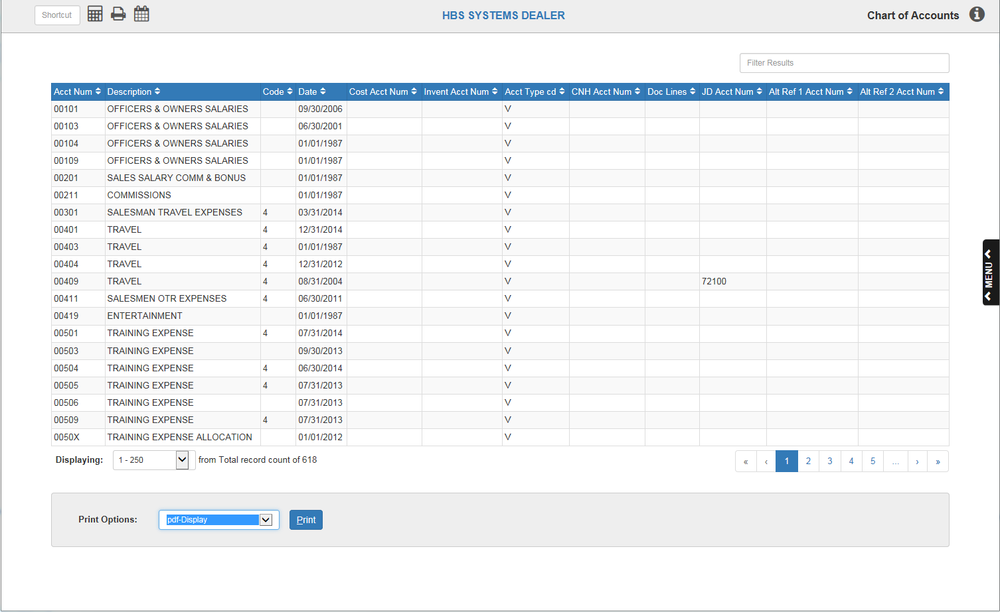 Shortcut HBS SYSTEMS DEALER Chart of Accounts
Filter Results
Acct Num Description Code Date Cost Acct Num Invent Acct Num Acct Type cd CNH Acct Num Doc Lines JD Acct Num Alt Ref 1 Acct Num Alt Ref 2 Acct Num
00101 OFFICERS & OWNERS SALARIES 09/30/2006 V
00103 OFFICERS & OWNERS SALARIES 06/30/2001 V
00104 OFFICERS & OWNERS SALARIES 01/01/1987 V
00109 OFFICERS & OWNERS SALARIES 01/01/1987 V
00201 SALES SALARY COMM & BONUS 01/01/1987 V
00211 COMMISSIONS 01/01/1987 V
00301 SALESMAN TRAVEL EXPENSES 4 03/31/2014 V
00401 TRAVEL 4 12/31/2014 V
00403 TRAVEL 4 01/01/1987 V
00404 TRAVEL 4 12/31/2012 V
00409 TRAVEL 4 08/31/2004 V 72100
00411 SALESMEN OTR EXPENSES 4 06/30/2011 V
00419 ENTERTAINMENT 01/01/1987 V
00501 TRAINING EXPENSE 4 07/31/2014 V
00503 TRAINING EXPENSE 09/30/2013 V
00504 TRAINING EXPENSE 4 06/30/2014 V
00505 TRAINING EXPENSE 4 07/31/2013 V
00506 TRAINING EXPENSE 07/31/2013 V
00509 TRAINING EXPENSE 4 07/31/2013 V
0050X TRAINING EXPENSE ALLOCATION 01/01/2012 V
MENU
Displaying: 1 - 250 from Total record count of 618 « ‹ 1 2 3 4 5 ... › »
Print Options: pdf-Display Print